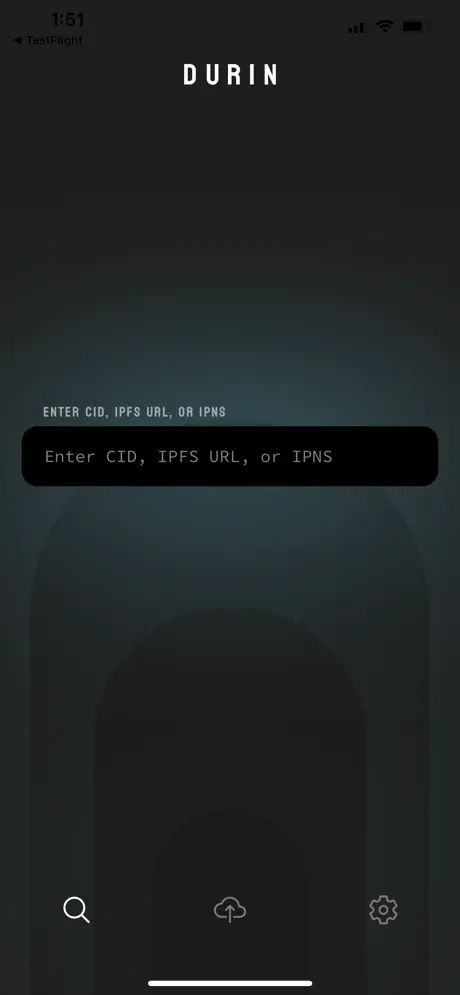 1:51
◀ TestFlight
DURIN
ENTER CID, IPFS URL, OR IPNS
Enter CID, IPFS URL, or IPNS